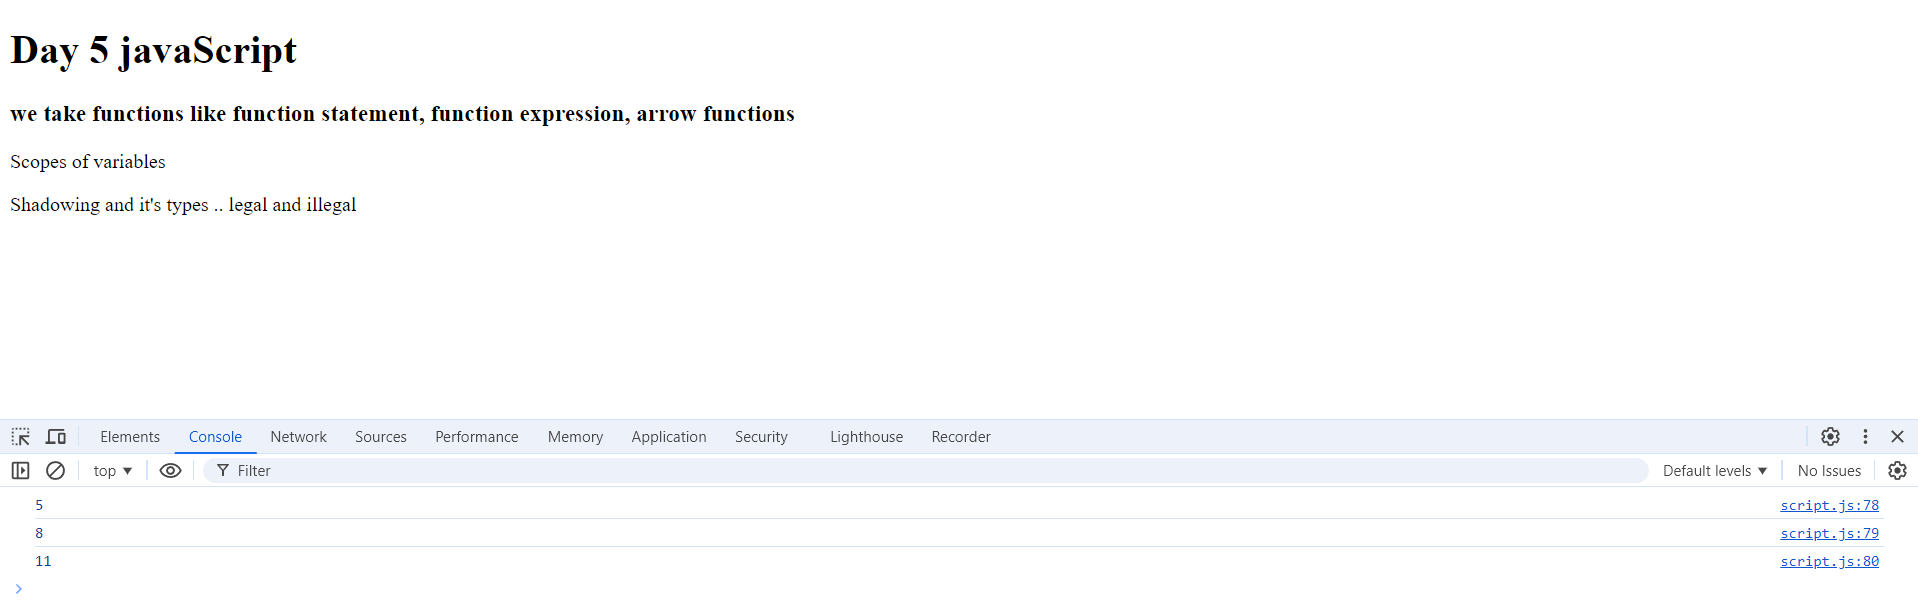 Day 5 javaScript
we take functions like function statement, function expression, arrow functions
Scopes of variables
Shadowing and it's types .. legal and illegal
Elements Console Network Sources Performance Memory Application Security Lighthouse Recorder
top Filter Default levels No Issues
5 script.js:78
8 script.js:79
11 script.js:80